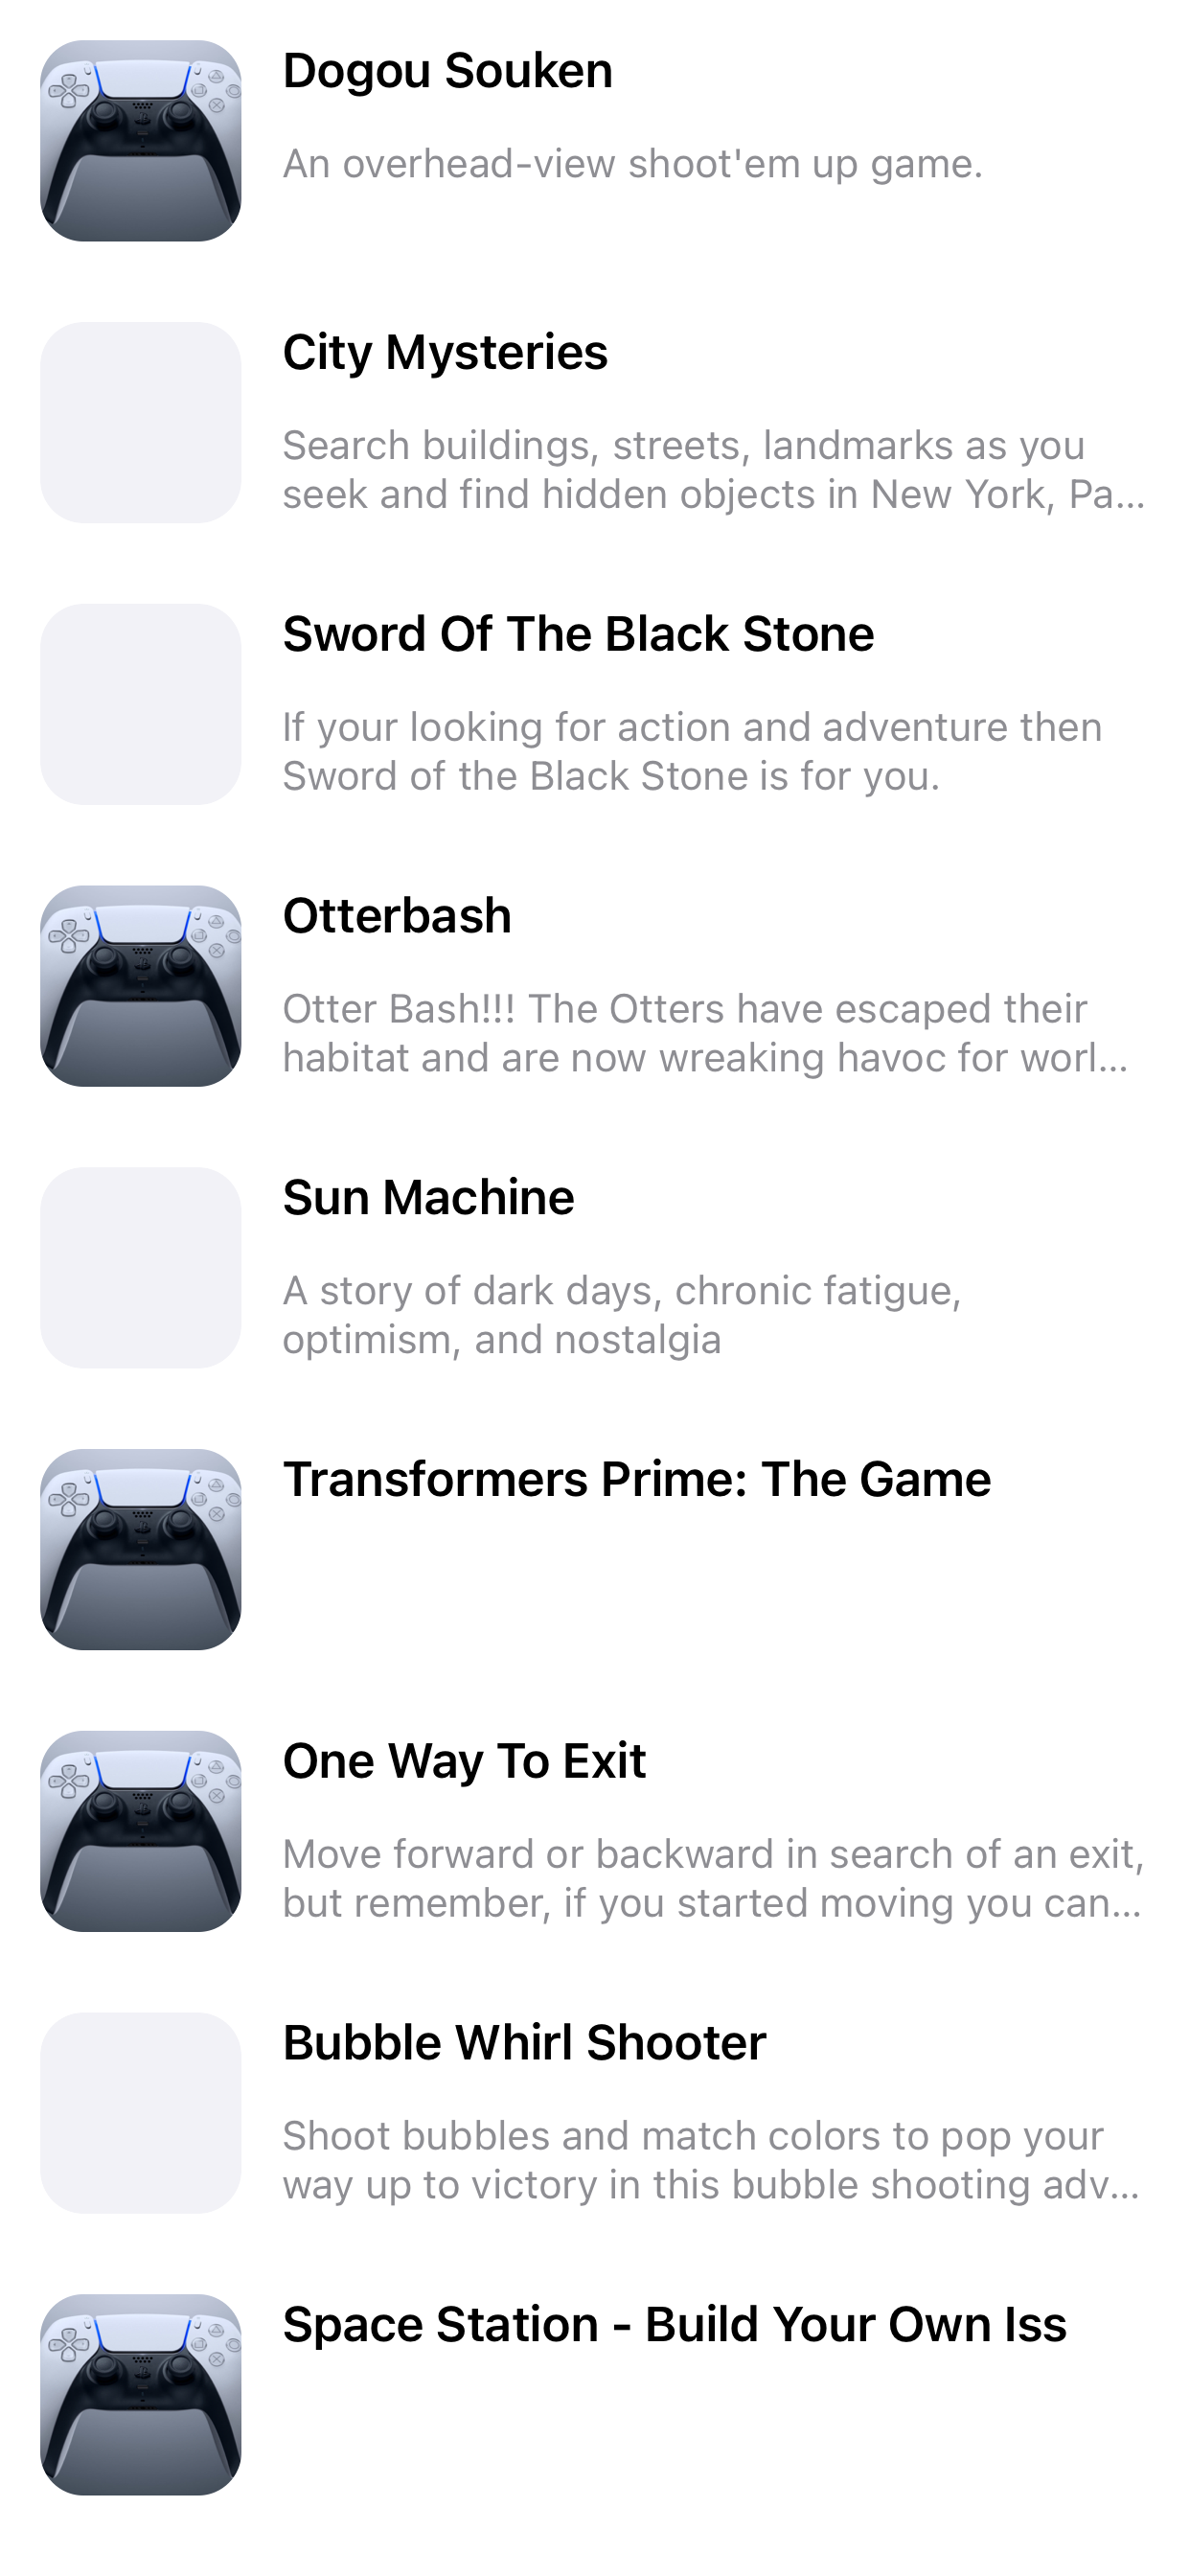 Dogou Souken
An overhead-view shoot'em up game.
City Mysteries
Search buildings, streets, landmarks as you
seek and find hidden objects in New York, Pa...
Sword Of The Black Stone
If your looking for action and adventure then
Sword of the Black Stone is for you.
Otterbash
Otter Bash!!! The Otters have escaped their
habitat and are now wreaking havoc for worl...
Sun Machine
A story of dark days, chronic fatigue,
optimism, and nostalgia
Transformers Prime: The Game
One Way To Exit
Move forward or backward in search of an exit,
but remember, if you started moving you can...
Bubble Whirl Shooter
Shoot bubbles and match colors to pop your
way up to victory in this bubble shooting adv...
Space Station - Build Your Own Iss